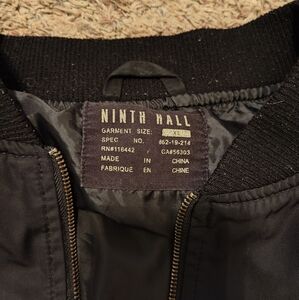 NINTH HALL
GARMENT SIZE: XL
SPEC NO. #62-19-214
RN#116442 / CA#56303
MADE IN CHINA
FABRIQUE EN CHINE